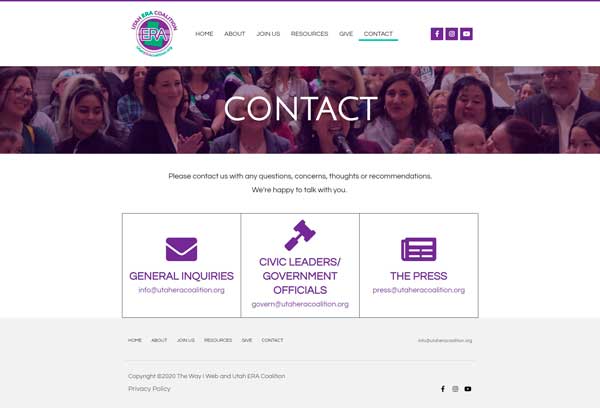 UTAH ERA COALITION
ERA
utaheracoalition.org
HOME ABOUT JOIN US RESOURCES GIVE CONTACT
CONTACT
Please contact us with any questions, concerns, thoughts or recommendations.
We're happy to talk with you.
GENERAL INQUIRIES
info@utaheracoalition.org
CIVIC LEADERS/
GOVERNMENT
OFFICIALS
govern@utaheracoalition.org
THE PRESS
press@utaheracoalition.org
HOME ABOUT JOIN US RESOURCES GIVE CONTACT
info@utaheracoalition.org
Copyright ©2020 The Way I Web and Utah ERA Coalition
Privacy Policy